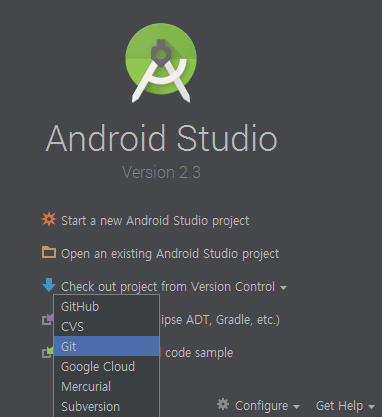 Android Studio
Version 2.3
Start a new Android Studio project
Open an existing Android Studio project
Check out project from Version Control
GitHub
CVS
ipse ADT, Gradle, etc.)
Git
code sample
Google Cloud
Mercurial
Subversion
Configure
Get Help